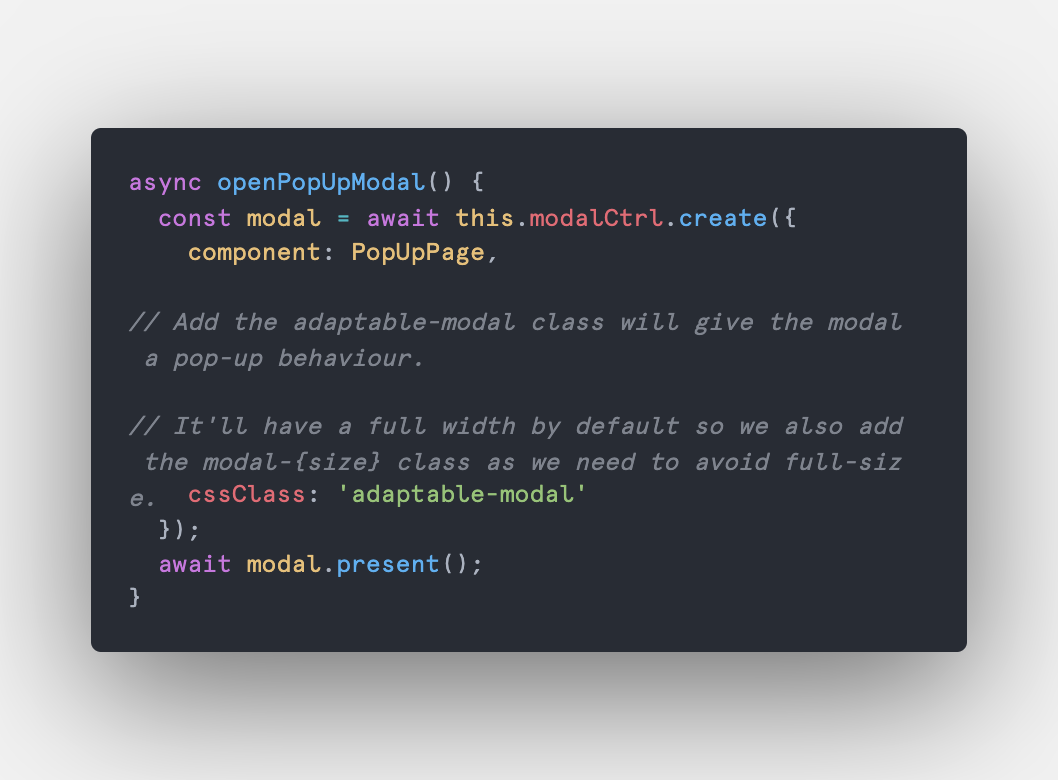 async openPopUpModal() {
  const modal = await this.modalCtrl.create({
    component: PopUpPage,

// Add the adaptable-modal class will give the modal
 a pop-up behaviour.

// It'll have a full width by default so we also add
 the modal-{size} class as we need to avoid full-siz
e.  cssClass: 'adaptable-modal'
  });
  await modal.present();
}